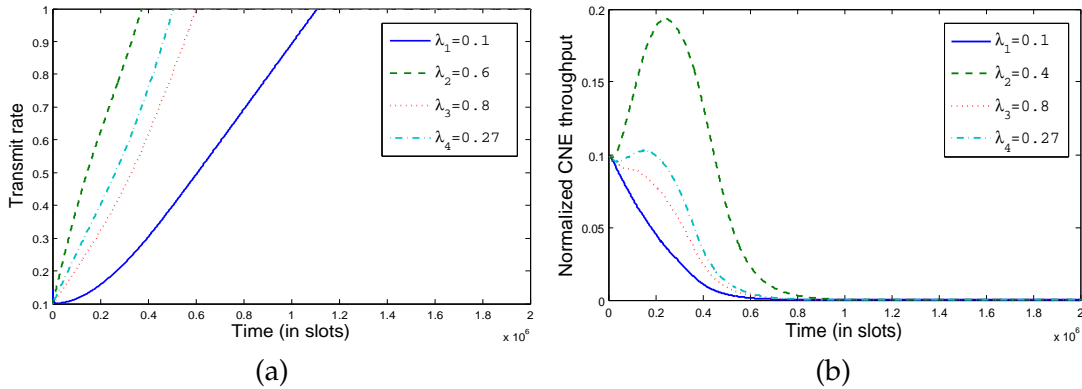 1
0.9
0.8
0.7
0.6
0.5
0.4
0.3
0.2
0.1
Transmit rate
0 0.2 0.4 0.6 0.8 1 1.2 1.4 1.6 1.8 2
x 10⁶
Time (in slots)
λ₁=0.1
λ₂=0.6
λ₃=0.8
λ₄=0.27
(a)
0.2
0.15
0.1
0.05
0
Normalized CNE throughput
0 0.2 0.4 0.6 0.8 1 1.2 1.4 1.6 1.8 2
x 10⁶
Time (in slots)
λ₁=0.1
λ₂=0.4
λ₃=0.8
λ₄=0.27
(b)